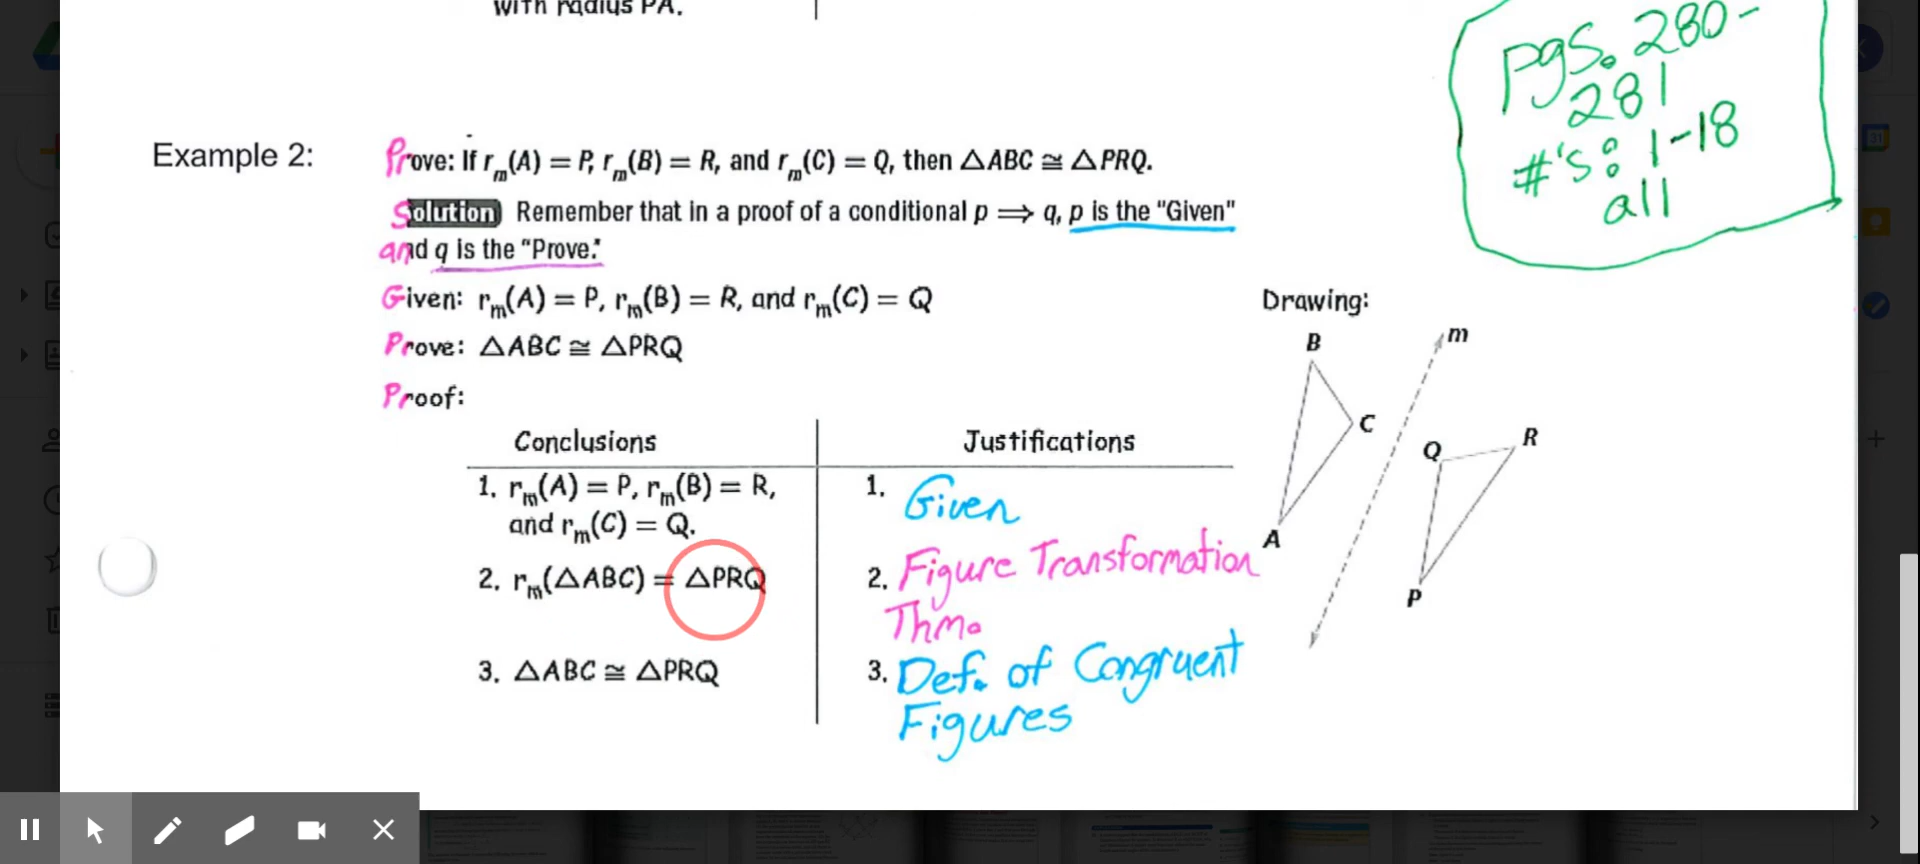 with radius PA.
pgs. 280-
281
#'s: 1-18
all
Example 2:
Prove: If rₘ(A) = P, rₘ(B) = R, and rₘ(C) = Q, then △ABC ≅ △PRQ.
Solution Remember that in a proof of a conditional p ⟹ q, p is the "Given"
and q is the "Prove."
Given: rₘ(A) = P, rₘ(B) = R, and rₘ(C) = Q
Prove: △ABC ≅ △PRQ
Proof:
Drawing:
B
m
C
Q
R
A
P
Conclusions
Justifications
1. rₘ(A) = P, rₘ(B) = R,
and rₘ(C) = Q.
1. Given
2. rₘ(△ABC) = △PRQ
2. Figure Transformation
Thm.
3. △ABC ≅ △PRQ
3. Def. of Congruent
Figures